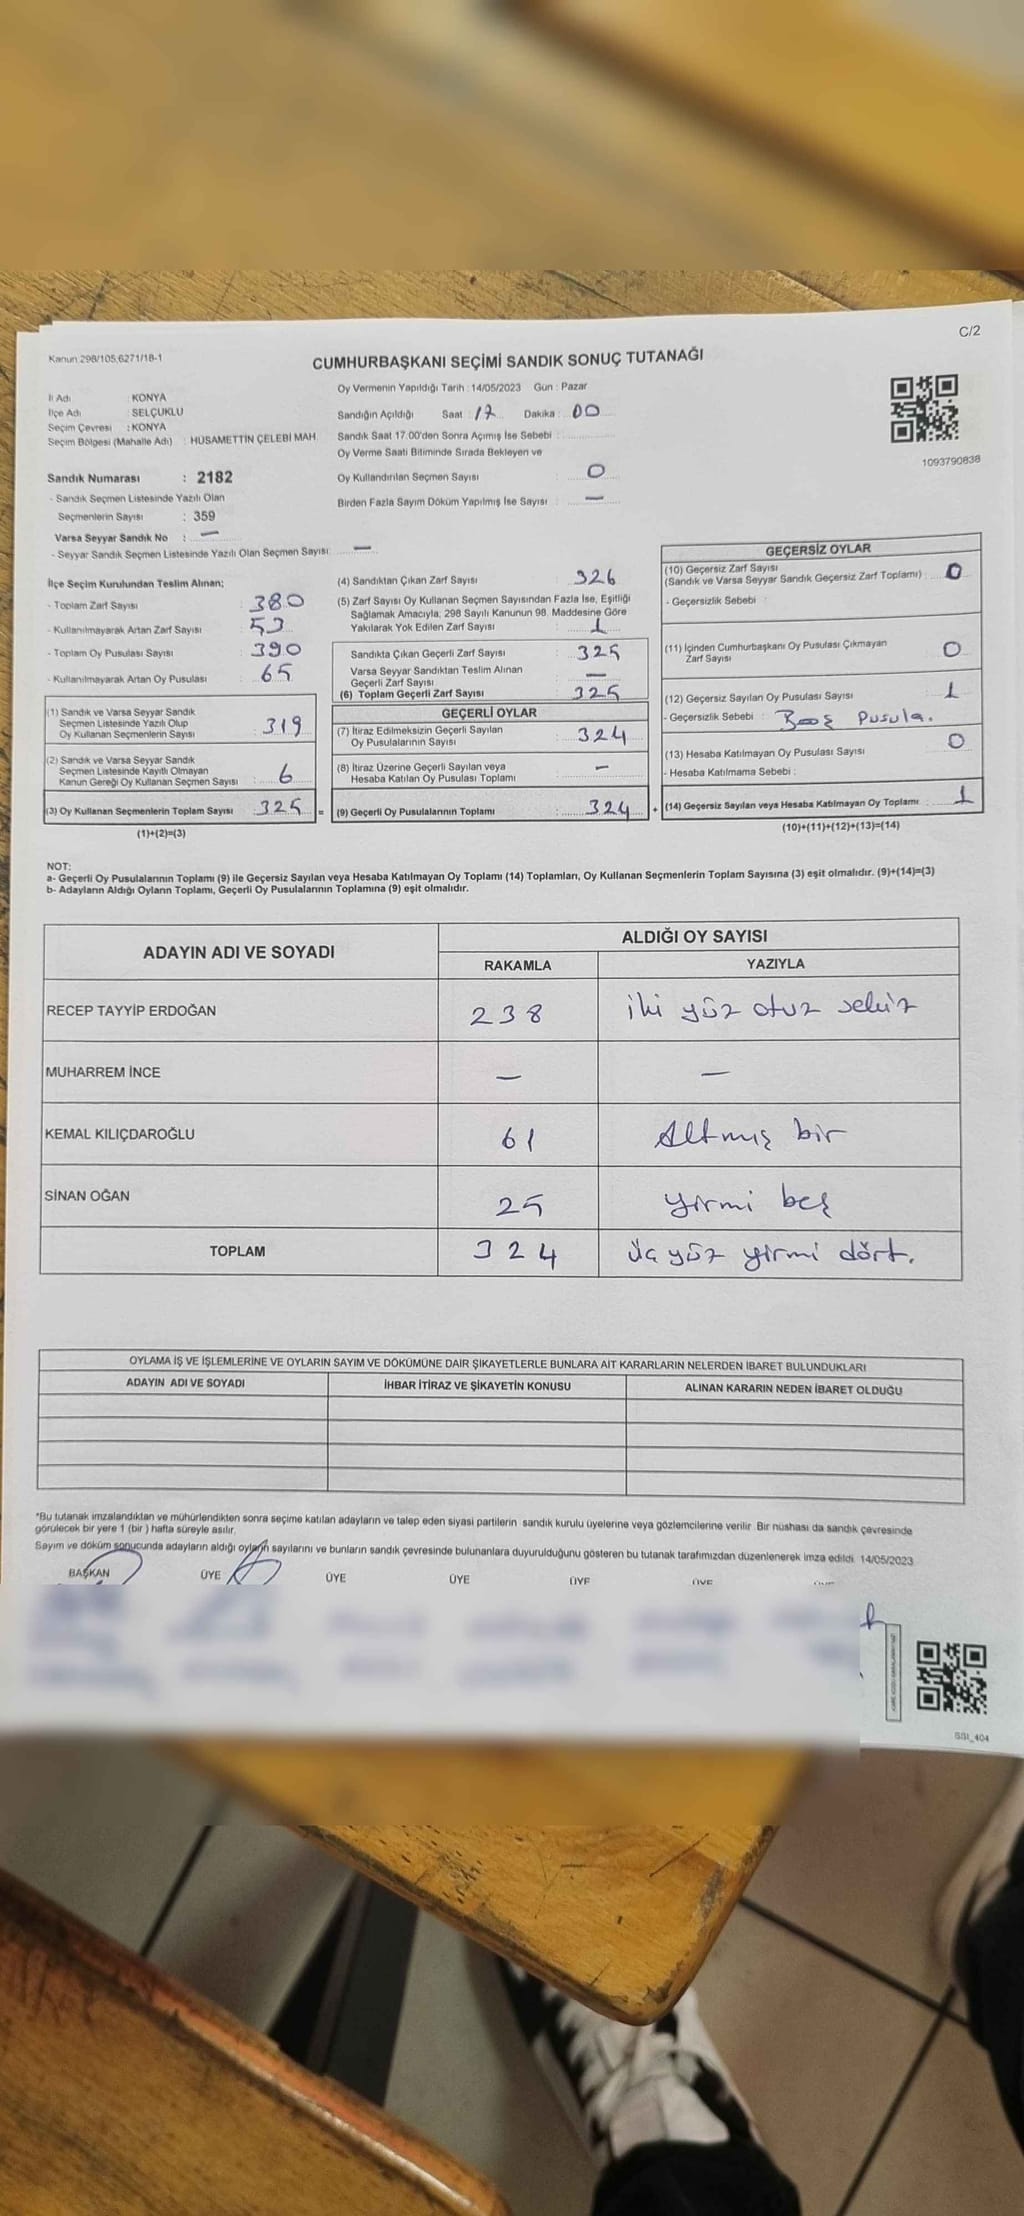 C/2
Kanun 298/105,6271/18-1
CUMHURBAŞKANI SEÇİMİ SANDIK SONUÇ TUTANAĞI
İl Adı : KONYA
İlçe Adı : SELÇUKLU
Seçim Çevresi : KONYA
Seçim Bölgesi (Mahalle Adı) : HÜSAMETTİN ÇELEBİ MAH.
Oy Vermenin Yapıldığı Tarih : 14/05/2023 Gün : Pazar
Sandığın Açıldığı Saat : 17 Dakika : 00
Sandık Saat 17.00'den Sonra Açımış İse Sebebi :
Oy Verme Saati Bitiminde Sırada Bekleyen ve
Oy Kullandırılan Seçmen Sayısı : 0
Birden Fazla Sayım Döküm Yapılmış İse Sayısı : —
1093790838
Sandık Numarası : 2182
- Sandık Seçmen Listesinde Yazılı Olan
Seçmenlerin Sayısı : 359
Varsa Seyyar Sandık No : —
- Seyyar Sandık Seçmen Listesinde Yazılı Olan Seçmen Sayısı: —
İlçe Seçim Kurulundan Teslim Alınan;
- Toplam Zarf Sayısı : 380
- Kullanılmayarak Artan Zarf Sayısı : 53
- Toplam Oy Pusulası Sayısı : 390
- Kullanılmayarak Artan Oy Pusulası : 65
(1) Sandık ve Varsa Seyyar Sandık
Seçmen Listesinde Yazılı Olup
Oy Kullanan Seçmenlerin Sayısı : 319
(2) Sandık ve Varsa Seyyar Sandık
Seçmen Listesinde Kayıtlı Olmayan
Kanun Gereği Oy Kullanan Seçmen Sayısı : 6
(3) Oy Kullanan Seçmenlerin Toplam Sayısı : 325 =
(1)+(2)=(3)
(4) Sandıktan Çıkan Zarf Sayısı : 326
(5) Zarf Sayısı Oy Kullanan Seçmen Sayısından Fazla İse, Eşitliği
Sağlamak Amacıyla, 298 Sayılı Kanunun 98. Maddesine Göre
Yakılarak Yok Edilen Zarf Sayısı : 1
Sandıkta Çıkan Geçerli Zarf Sayısı : 325
Varsa Seyyar Sandıktan Teslim Alınan
Geçerli Zarf Sayısı : —
(6) Toplam Geçerli Zarf Sayısı : 325
GEÇERLİ OYLAR
(7) İtiraz Edilmeksizin Geçerli Sayılan
Oy Pusulalarının Sayısı : 324
(8) İtiraz Üzerine Geçerli Sayılan veya
Hesaba Katılan Oy Pusulası Toplamı : —
(9) Geçerli Oy Pusulalarının Toplamı : 324 +
GEÇERSİZ OYLAR
(10) Geçersiz Zarf Sayısı
(Sandık ve Varsa Seyyar Sandık Geçersiz Zarf Toplamı) : 0
- Geçersizlik Sebebi :
(11) İçinden Cumhurbaşkanı Oy Pusulası Çıkmayan
Zarf Sayısı 0
(12) Geçersiz Sayılan Oy Pusulası Sayısı 1
- Geçersizlik Sebebi : Boş Pusula.
(13) Hesaba Katılmayan Oy Pusulası Sayısı 0
- Hesaba Katılmama Sebebi :
(14) Geçersiz Sayılan veya Hesaba Katılmayan Oy Toplamı : 1
(10)+(11)+(12)+(13)=(14)
NOT:
a- Geçerli Oy Pusulalarının Toplamı (9) ile Geçersiz Sayılan veya Hesaba Katılmayan Oy Toplamı (14) Toplamları, Oy Kullanan Seçmenlerin Toplam Sayısına (3) eşit olmalıdır. (9)+(14)=(3)
b- Adayların Aldığı Oyların Toplamı, Geçerli Oy Pusulalarının Toplamına (9) eşit olmalıdır.
ADAYIN ADI VE SOYADI
ALDIĞI OY SAYISI
RAKAMLA YAZIYLA
RECEP TAYYİP ERDOĞAN 238 iki yüz otuz sekiz
MUHARREM İNCE — —
KEMAL KILIÇDAROĞLU 61 Altmış bir
SİNAN OĞAN 25 yirmi beş
TOPLAM 324 üç yüz yirmi dört.
OYLAMA İŞ VE İŞLEMLERİNE VE OYLARIN SAYIM VE DÖKÜMÜNE DAİR ŞİKAYETLERLE BUNLARA AİT KARARLARIN NELERDEN İBARET BULUNDUKLARI
ADAYIN ADI VE SOYADI İHBAR İTİRAZ VE ŞİKAYETİN KONUSU ALINAN KARARIN NEDEN İBARET OLDUĞU
*Bu tutanak imzalandıktan ve mühürlendikten sonra seçime katılan adayların ve talep eden siyasi partilerin sandık kurulu üyelerine veya gözlemcilerine verilir. Bir nüshası da sandık çevresinde
görülecek bir yere 1 (bir ) hafta süreyle asılır.
Sayım ve döküm sonucunda adayların aldığı oyların sayılarını ve bunların sandık çevresinde bulunanlara duyurulduğunu gösteren bu tutanak tarafımızdan düzenlenerek imza edildi. 14/05/2023
BAŞKAN ÜYE ÜYE ÜYE ÜYE ÜYE